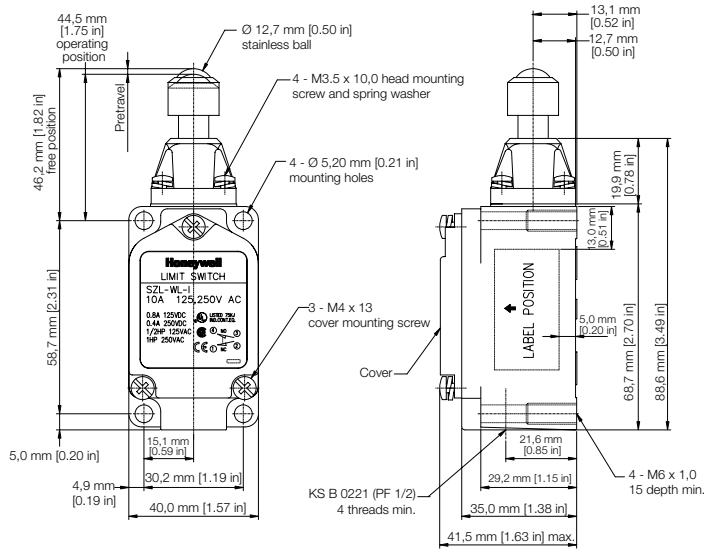 44,5 mm
[1.75 in]
operating
position
Ø 12,7 mm [0.50 in]
stainless ball
13,1 mm
[0.52 in]
12,7 mm
[0.50 in]
4 - M3.5 x 10,0 head mounting
screw and spring washer
Pretravel
46,2 mm [1.82 in]
free position
4 - Ø 5,20 mm [0.21 in]
mounting holes
19,9 mm
[0.78 in]
13,0 mm
[0.51 in]
Honeywell
LIMIT SWITCH
SZL-WL-I
10A 125,250V AC
0.8A 125VDC
0.4A 250VDC
1/2HP 125VAC
1HP 250VAC
LISTED
NO
NC
58,7 mm [2.31 in]
3 - M4 x 13
cover mounting screw
LABEL POSITION
5,0 mm
[0.20 in]
68,7 mm [2.70 in]
88,6 mm [3.49 in]
Cover
5,0 mm [0.20 in]
15,1 mm
[0.59 in]
4,9 mm
[0.19 in]
30,2 mm [1.19 in]
40,0 mm [1.57 in]
21,6 mm
[0.85 in]
KS B 0221 (PF 1/2)
4 threads min.
29,2 mm [1.15 in]
4 - M6 x 1,0
15 depth min.
35,0 mm [1.38 in]
41,5 mm [1.63 in] max.